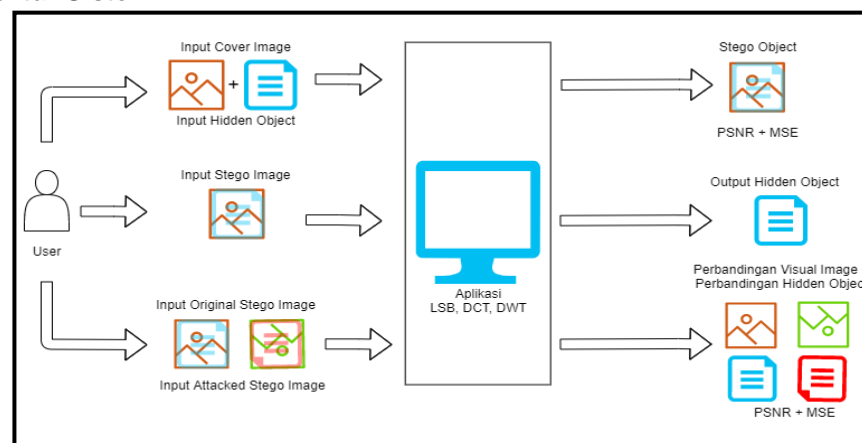 Input Cover Image
+
Input Hidden Object
Stego Object
PSNR + MSE
User
Input Stego Image
Aplikasi
LSB, DCT, DWT
Output Hidden Object
Input Original Stego Image
Input Attacked Stego Image
Perbandingan Visual Image
Perbandingan Hidden Objec
PSNR + MSE